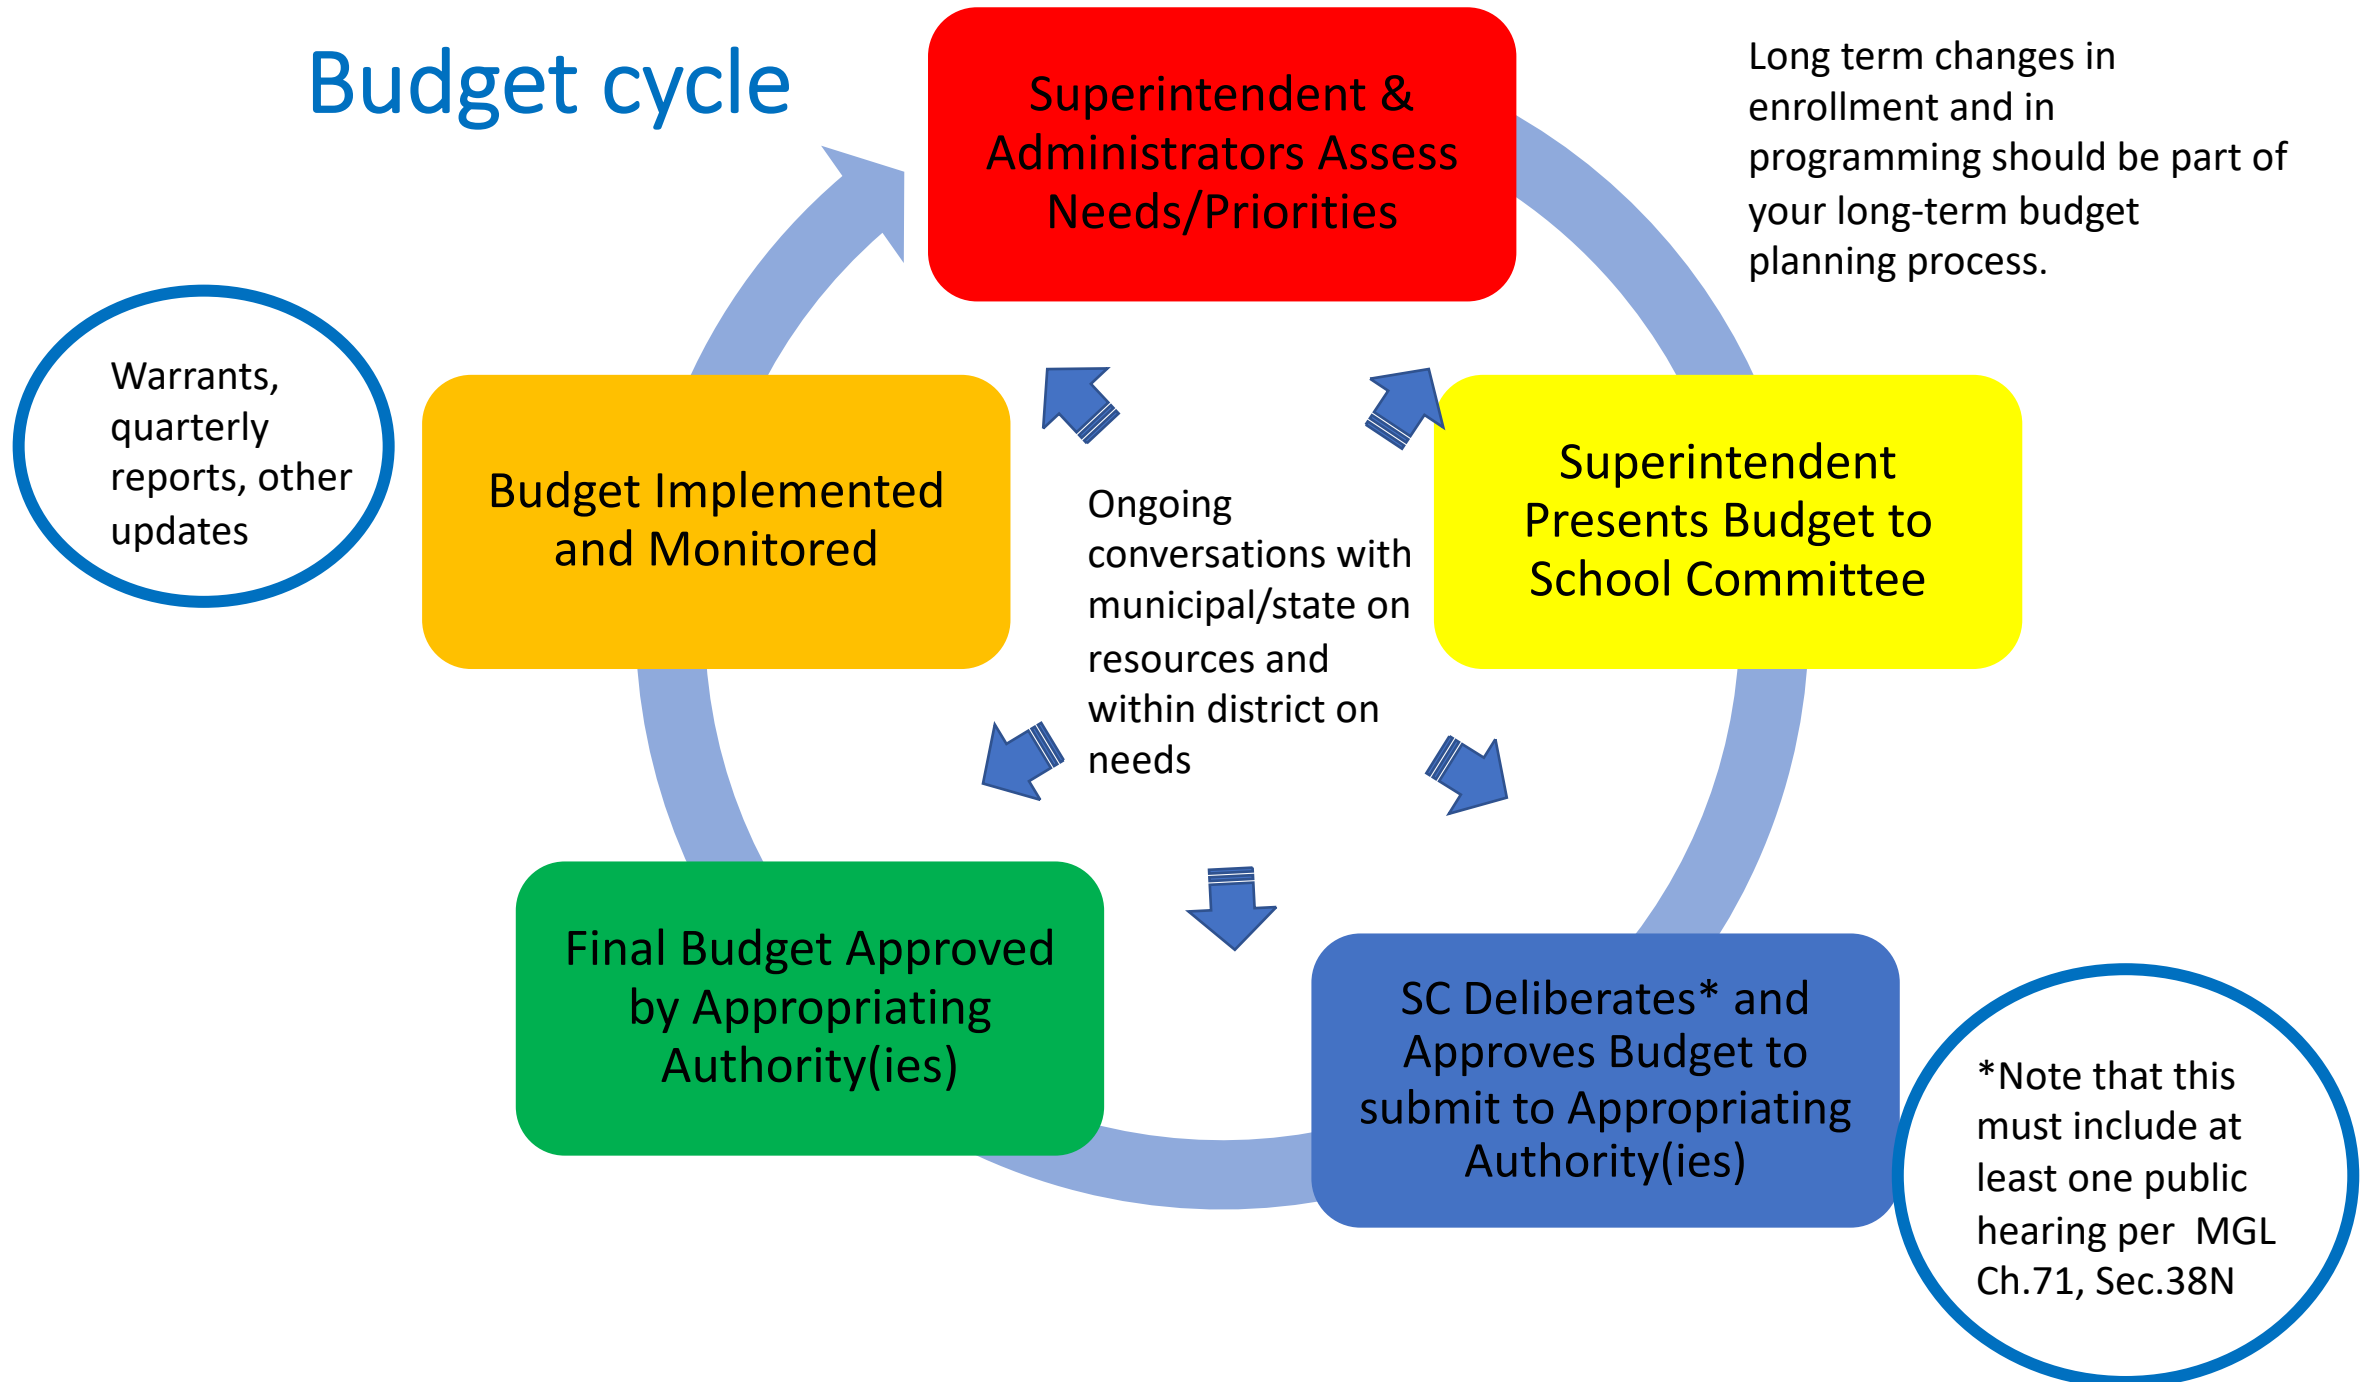 Budget cycle
Superintendent &
Administrators Assess
Needs/Priorities
Long term changes in
enrollment and in
programming should be part of
your long-term budget
planning process.
Warrants,
quarterly
reports, other
updates
Budget Implemented
and Monitored
Ongoing
conversations with
municipal/state on
resources and
within district on
needs
Superintendent
Presents Budget to
School Committee
Final Budget Approved
by Appropriating
Authority(ies)
SC Deliberates* and
Approves Budget to
submit to Appropriating
Authority(ies)
*Note that this
must include at
least one public
hearing per  MGL
Ch.71, Sec.38N